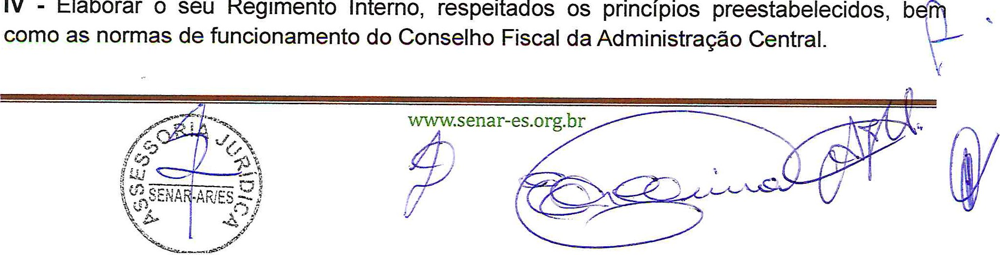 IV - Elaborar o seu Regimento Interno, respeitados os princípios preestabelecidos, bem
como as normas de funcionamento do Conselho Fiscal da Administração Central.
www.senar-es.org.br
ASSESSORIA JURÍDICA
SENAR-AR/ES